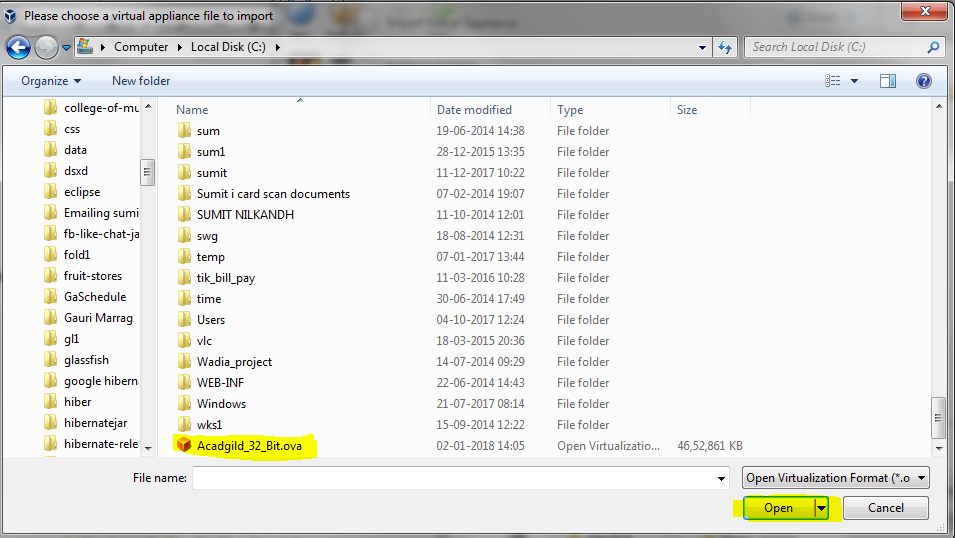 Please choose a virtual appliance file to import
Computer Local Disk (C:)
Search Local Disk (C:)
Organize New folder
college-of-mu
css
data
dsxd
eclipse
Emailing sumi
fb-like-chat-ja
fold1
fruit-stores
GaSchedule
Gauri Marrag
gl1
glassfish
google hiberna
hiber
hibernatejar
hibernate-relea
Name Date modified Type Size
sum 19-06-2014 14:38 File folder
sum1 28-12-2015 13:35 File folder
sumit 11-12-2017 10:22 File folder
Sumit i card scan documents 07-02-2014 19:07 File folder
SUMIT NILKANDH 11-10-2014 12:01 File folder
swg 18-08-2014 12:31 File folder
temp 07-01-2017 13:44 File folder
tik_bill_pay 11-03-2016 10:28 File folder
time 30-06-2014 17:49 File folder
Users 04-10-2017 12:24 File folder
vlc 18-03-2015 20:36 File folder
Wadia_project 14-07-2014 09:29 File folder
WEB-INF 22-06-2014 14:43 File folder
Windows 21-07-2017 08:14 File folder
wks1 15-09-2014 12:22 File folder
Acadgild_32_Bit.ova 02-01-2018 14:05 Open Virtualizatio... 46,52,861 KB
File name: Open Virtualization Format (*.o
Open Cancel